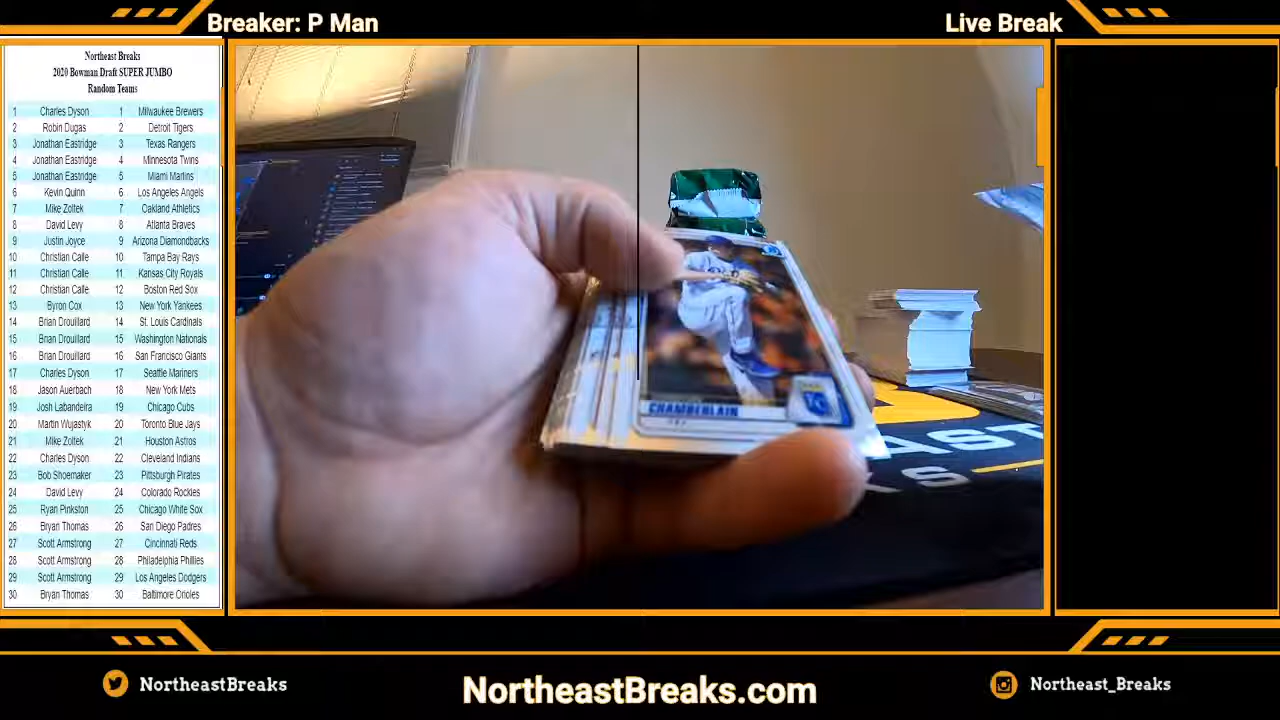 Breaker: P Man
Live Break
Northeast Breaks
2020 Bowman Draft SUPER JUMBO
Random Teams
1 Charles Dyson 1 Milwaukee Brewers
2 Robin Dugas 2 Detroit Tigers
3 Jonathan Eastridge 3 Texas Rangers
4 Jonathan Eastridge 4 Minnesota Twins
5 Jonathan Eastridge 5 Miami Marlins
6 Kevin Quinn 6 Los Angeles Angels
7 Mike Zoltek 7 Oakland Athletics
8 David Levy 8 Atlanta Braves
9 Justin Joyce 9 Arizona Diamondbacks
10 Christian Calle 10 Tampa Bay Rays
11 Christian Calle 11 Kansas City Royals
12 Christian Calle 12 Boston Red Sox
13 Byron Cox 13 New York Yankees
14 Brian Drouillard 14 St. Louis Cardinals
15 Brian Drouillard 15 Washington Nationals
16 Brian Drouillard 16 San Francisco Giants
17 Charles Dyson 17 Seattle Mariners
18 Jason Auerbach 18 New York Mets
19 Josh Labandeira 19 Chicago Cubs
20 Martin Wujastyk 20 Toronto Blue Jays
21 Mike Zoltek 21 Houston Astros
22 Charles Dyson 22 Cleveland Indians
23 Bob Shoemaker 23 Pittsburgh Pirates
24 David Levy 24 Colorado Rockies
25 Ryan Pinkston 25 Chicago White Sox
26 Bryan Thomas 26 San Diego Padres
27 Scott Armstrong 27 Cincinnati Reds
28 Scott Armstrong 28 Philadelphia Phillies
29 Scott Armstrong 29 Los Angeles Dodgers
30 Bryan Thomas 30 Baltimore Orioles
CHAMBERLAIN
KC
AST
S
NortheastBreaks
NortheastBreaks.com
Northeast_Breaks